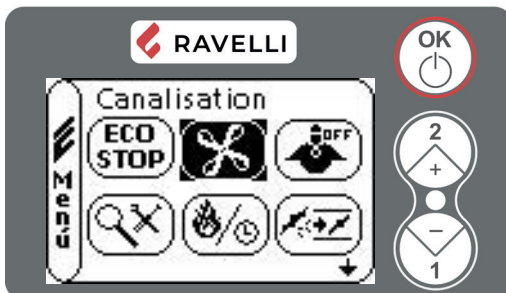 RAVELLI
OK
Canalisation
ECO
STOP
OFF
Menú
2
+
−
1